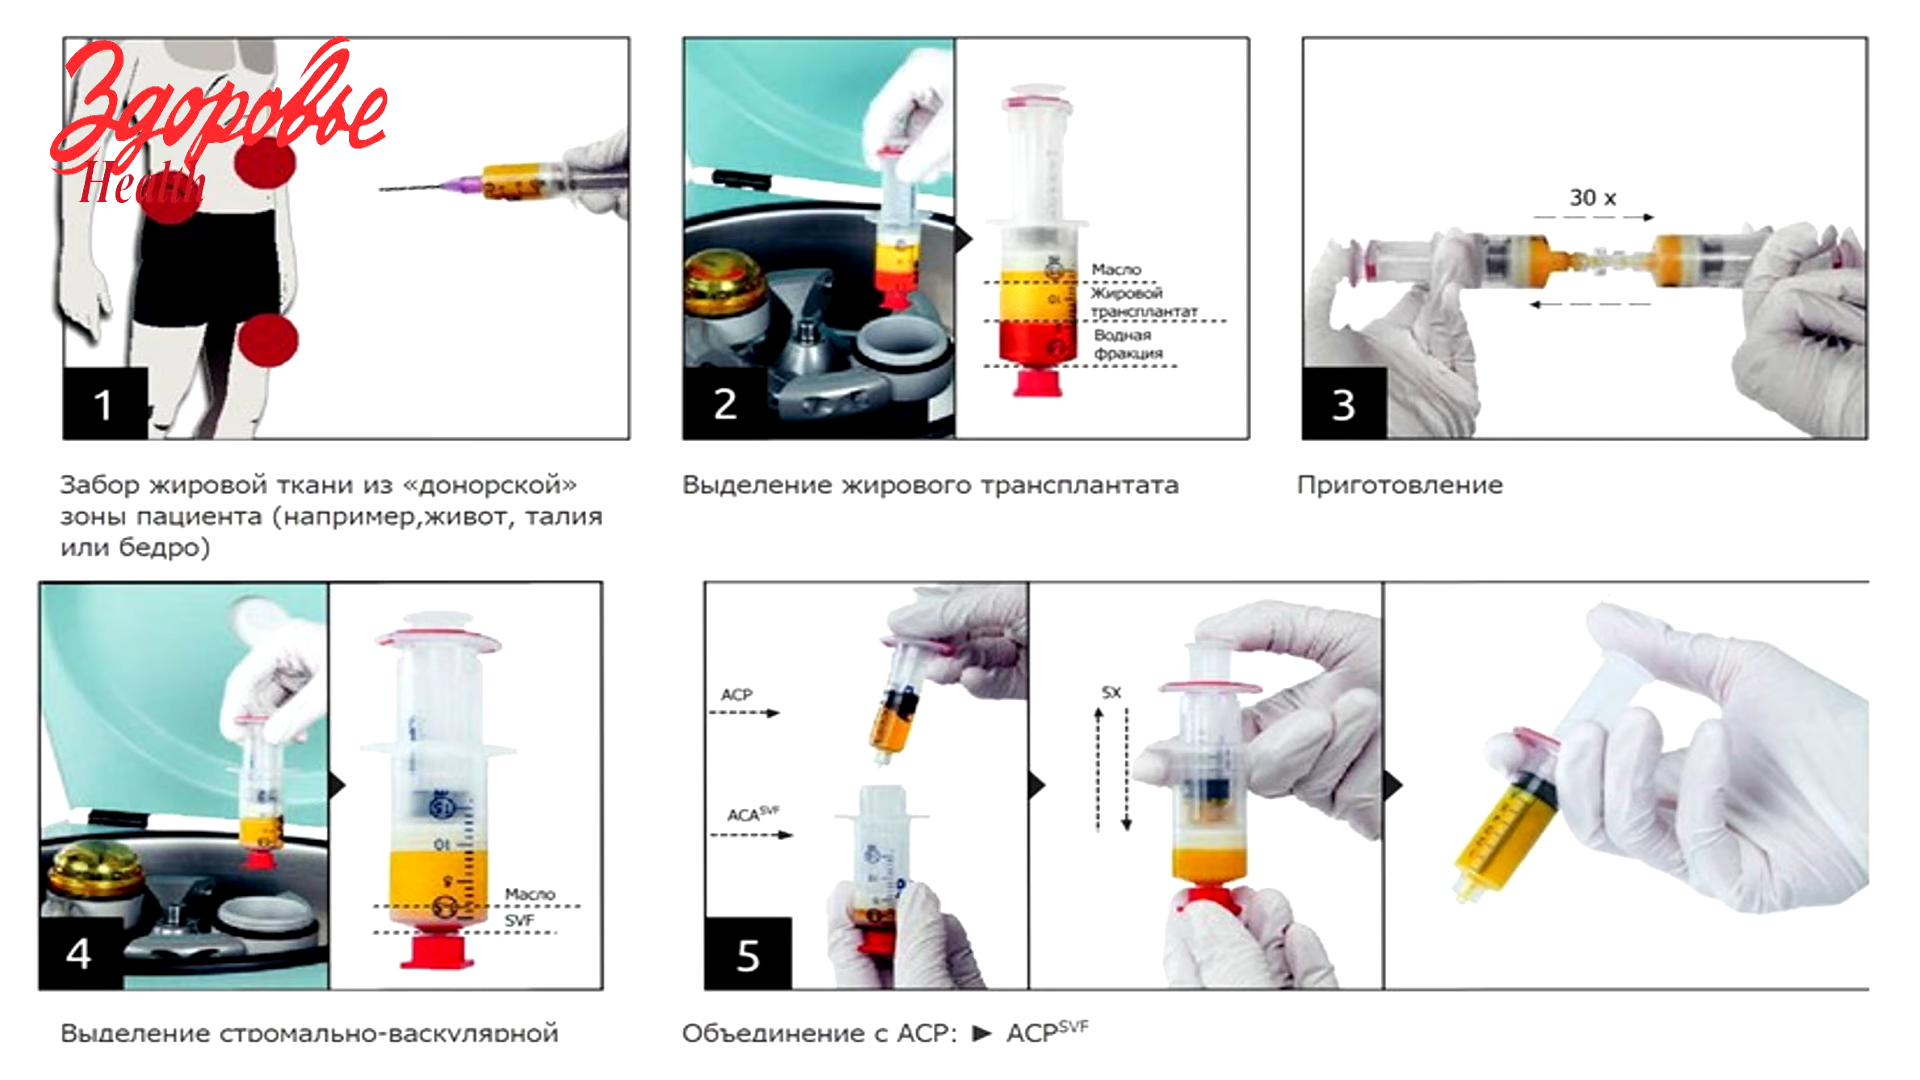 Здоровье
Health
1
2
Масло
Жировой
трансплантат
Водная
фракция
30 x
3
Забор жировой ткани из «донорской»
зоны пациента (например,живот, талия
или бедро)
Выделение жирового трансплантата
Приготовление
4
Масло
SVF
ACP
ACA^SVF
5X
5
Выделение стромально-васкулярной
Объединение с ACP: ► ACP^SVF